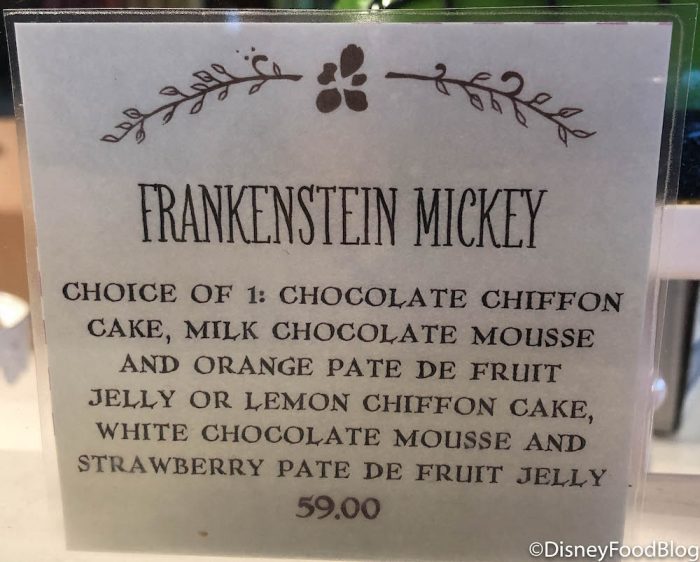 FRANKENSTEIN MICKEY
CHOICE OF 1: CHOCOLATE CHIFFON
CAKE, MILK CHOCOLATE MOUSSE
AND ORANGE PATE DE FRUIT
JELLY OR LEMON CHIFFON CAKE,
WHITE CHOCOLATE MOUSSE AND
STRAWBERRY PATE DE FRUIT JELLY
59.00
©DisneyFoodBlog